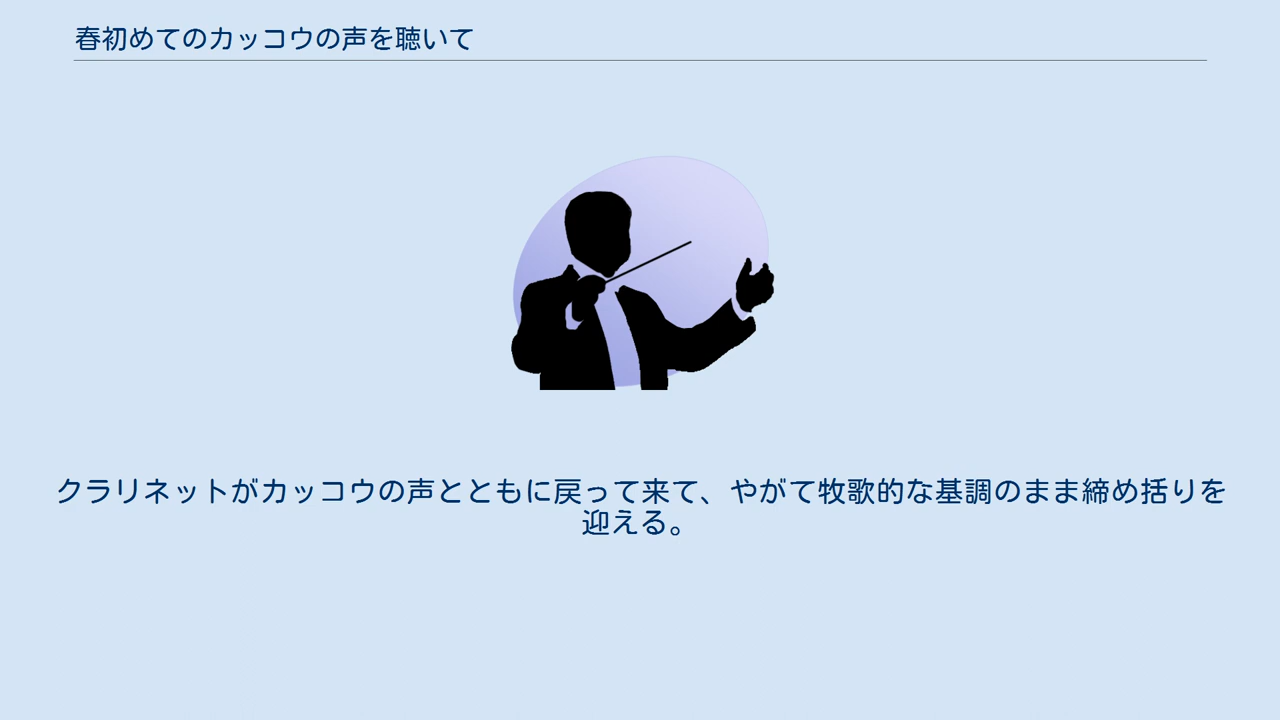 春初めてのカッコウの声を聴いて
クラリネットがカッコウの声とともに戻って来て、やがて牧歌的な基調のまま締め括りを
迎える。